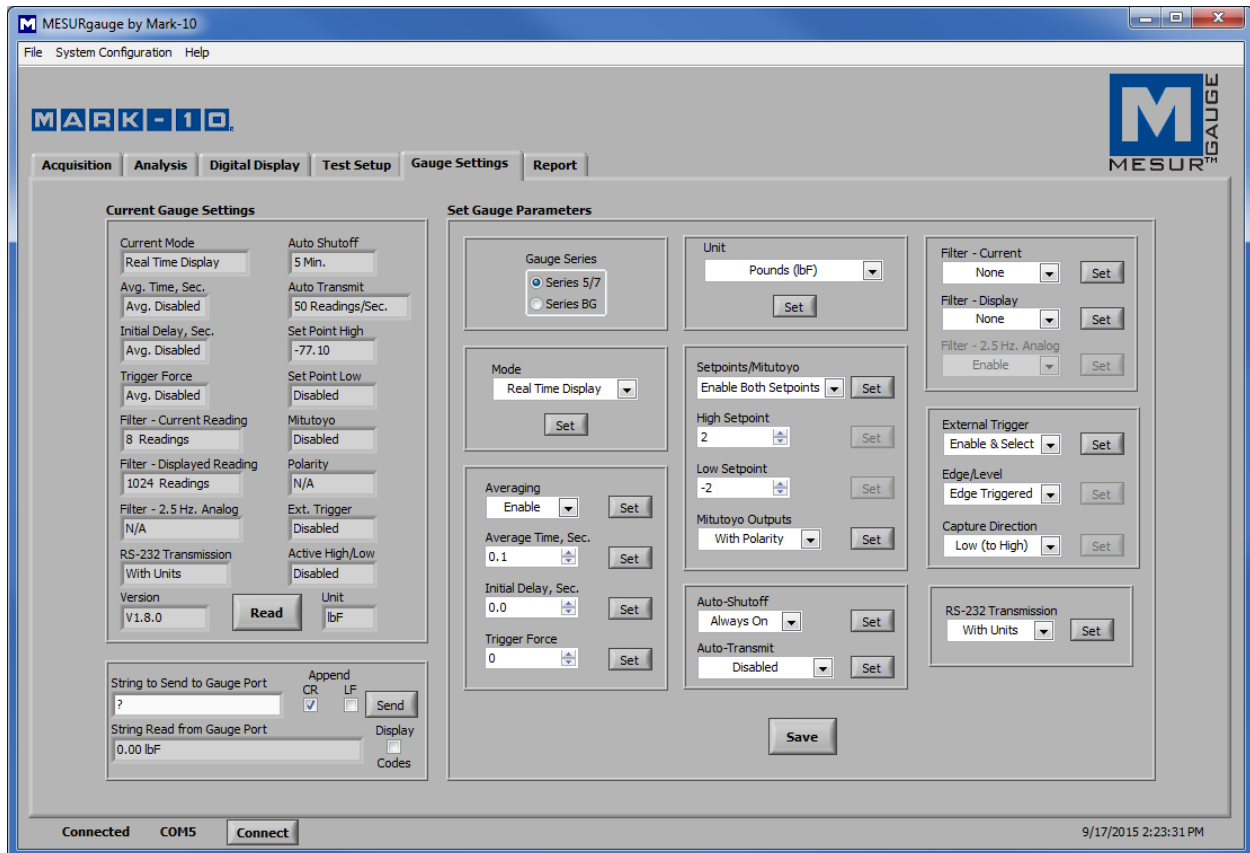 MESURgauge by Mark-10
File System Configuration Help
MARK-10®
M
MESUR™ GAUGE
Acquisition Analysis Digital Display Test Setup Gauge Settings Report
Current Gauge Settings
Current Mode
Real Time Display
Auto Shutoff
5 Min.
Avg. Time, Sec.
Avg. Disabled
Auto Transmit
50 Readings/Sec.
Initial Delay, Sec.
Avg. Disabled
Set Point High
-77.10
Trigger Force
Avg. Disabled
Set Point Low
Disabled
Filter - Current Reading
8 Readings
Mitutoyo
Disabled
Filter - Displayed Reading
1024 Readings
Polarity
N/A
Filter - 2.5 Hz. Analog
N/A
Ext. Trigger
Disabled
RS-232 Transmission
With Units
Active High/Low
Disabled
Version
V1.8.0
Read
Unit
lbF
String to Send to Gauge Port
?
Append
CR LF
Send
String Read from Gauge Port
0.00 lbF
Display
Codes
Set Gauge Parameters
Gauge Series
Series 5/7
Series BG
Mode
Real Time Display
Set
Averaging
Enable Set
Average Time, Sec.
0.1 Set
Initial Delay, Sec.
0.0 Set
Trigger Force
0 Set
Unit
Pounds (lbF)
Set
Setpoints/Mitutoyo
Enable Both Setpoints Set
High Setpoint
2 Set
Low Setpoint
-2 Set
Mitutoyo Outputs
With Polarity Set
Auto-Shutoff
Always On Set
Auto-Transmit
Disabled Set
Save
Filter - Current
None Set
Filter - Display
None Set
Filter - 2.5 Hz. Analog
Enable Set
External Trigger
Enable & Select Set
Edge/Level
Edge Triggered Set
Capture Direction
Low (to High) Set
RS-232 Transmission
With Units Set
Connected COM5 Connect
9/17/2015 2:23:31 PM